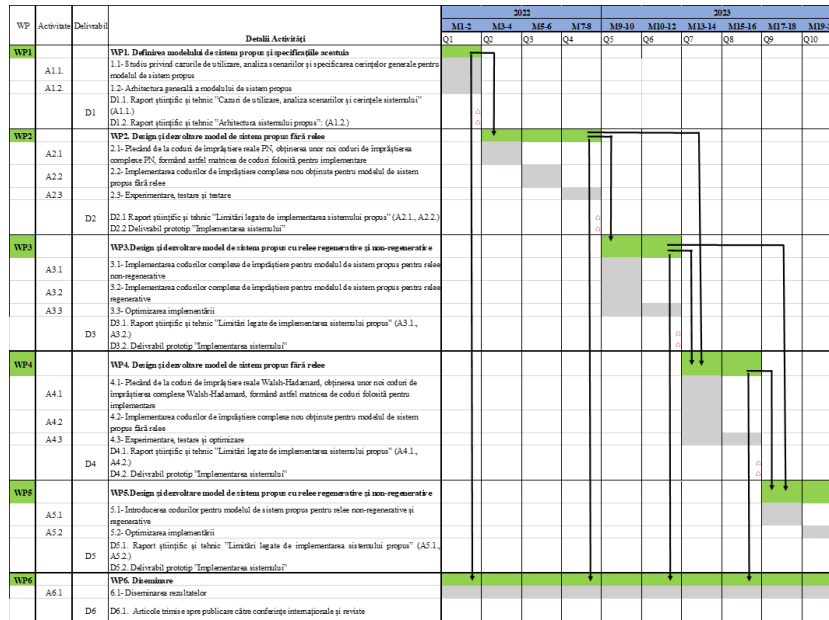 2022 2023
WP Activitate Delivrabil Detalii Activități M1-2 M3-4 M5-6 M7-8 M9-10 M10-12 M13-14 M15-16 M17-18 M19-2
Q1 Q2 Q3 Q4 Q5 Q6 Q7 Q8 Q9 Q10
WP1 WP1. Definirea modelului de sistem propus și specificațiile acestuia
A1.1. 1.1- Studiu privind cazurile de utilizare, analiza scenariilor și specificarea cerințelor generale pentru
modelul de sistem propus
A1.2. 1.2- Arhitectura generală a modelului de sistem propus
D1 D1.1. Raport științific și tehnic "Cazuri de utilizare, analiza scenariilor și cerințele sistemului"
(A1.1.)
D1.2. Raport științific și tehnic "Arhitectura sistemului propus": (A1.2.)
WP2 WP2. Design și dezvoltare model de sistem propus fără relee
A2.1 2.1- Plecând de la coduri de împrăștiere reale PN, obținerea unor noi coduri de împrăștierea
complexe PN, formând astfel matricea de coduri folosită pentru implementare
A2.2 2.2- Implementarea codurilor de împrăștiere complexe nou obținute pentru modelul de sistem
propus fără relee
A2.3 2.3- Experimentare, testare și testare
D2 D2.1 Raport științific și tehnic "Limitări legate de implementarea sistemului propus" (A2.1., A2.2.)
D2.2 Delivrabil prototip "Implementarea sistemului"
WP3 WP3.Design și dezvoltare model de sistem propus cu relee regenerative și non-regenerative
A3.1 3.1- Implementarea codurilor complexe de împrăștiere pentru modelul de sistem propus pentru relee
non-regenerative
A3.2 3.2- Implementarea codurilor complexe de împrăștiere pentru modelul de sistem propus pentru relee
regenerative
A3.3 3.3- Optimizarea implementării
D3 D3.1. Raport științific și tehnic "Limitări legate de implementarea sistemului propus" (A3.1.,
A3.2.)
D3.2. Delivrabil prototip "Implementarea sistemului"
WP4 WP4. Design și dezvoltare model de sistem propus fără relee
A4.1 4.1- Plecând de la coduri de împrăștiere reale Walsh-Hadamard, obținerea unor noi coduri de
împrăștierea complexe Walsh-Hadamard, formând astfel matricea de coduri folosită pentru
implementare
A4.2 4.2- Implementarea codurilor de împrăștiere complexe nou obținute pentru modelul de sistem
propus fără relee
A4.3 4.3- Experimentare, testare și optimizare
D4 D4.1. Raport științific și tehnic "Limitări legate de implementarea sistemului propus" (A4.1.,
A4.2.)
D4.2. Delivrabil prototip "Implementarea sistemului"
WP5 WP5.Design și dezvoltare model de sistem propus cu relee regenerative și non-regenerative
A5.1 5.1- Introducerea codurilor pentru modelul de sistem propus pentru relee non-regenerative și
regenerative
A5.2 5.2- Optimizarea implementării
D5 D5.1. Raport științific și tehnic "Limitări legate de implementarea sistemului propus" (A5.1.,
A5.2.)
D5.2. Delivrabil prototip "Implementarea sistemului"
WP6 WP6. Diseminare
A6.1 6.1- Diseminarea rezultatelor
D6 D6.1. Articole trimise spre publicare către conferințe internaționale și reviste